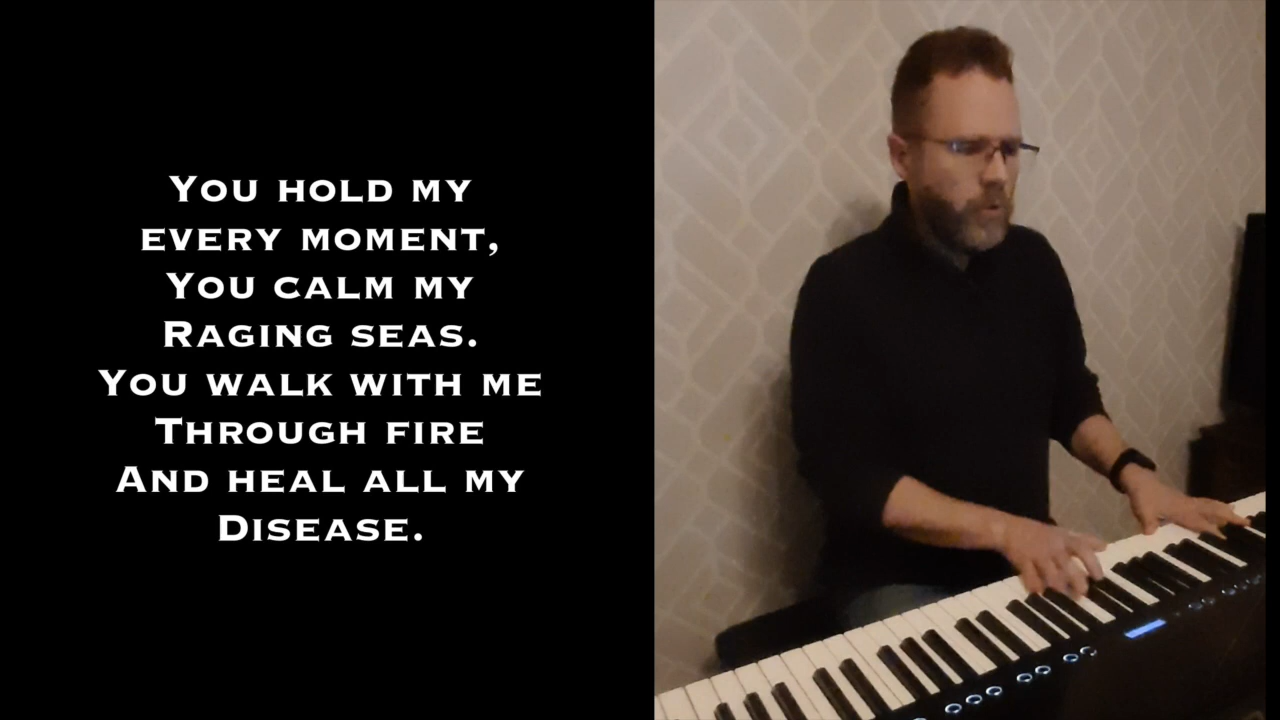 You hold my
every moment,
You calm my
Raging seas.
You walk with me
Through fire
And heal all my
Disease.